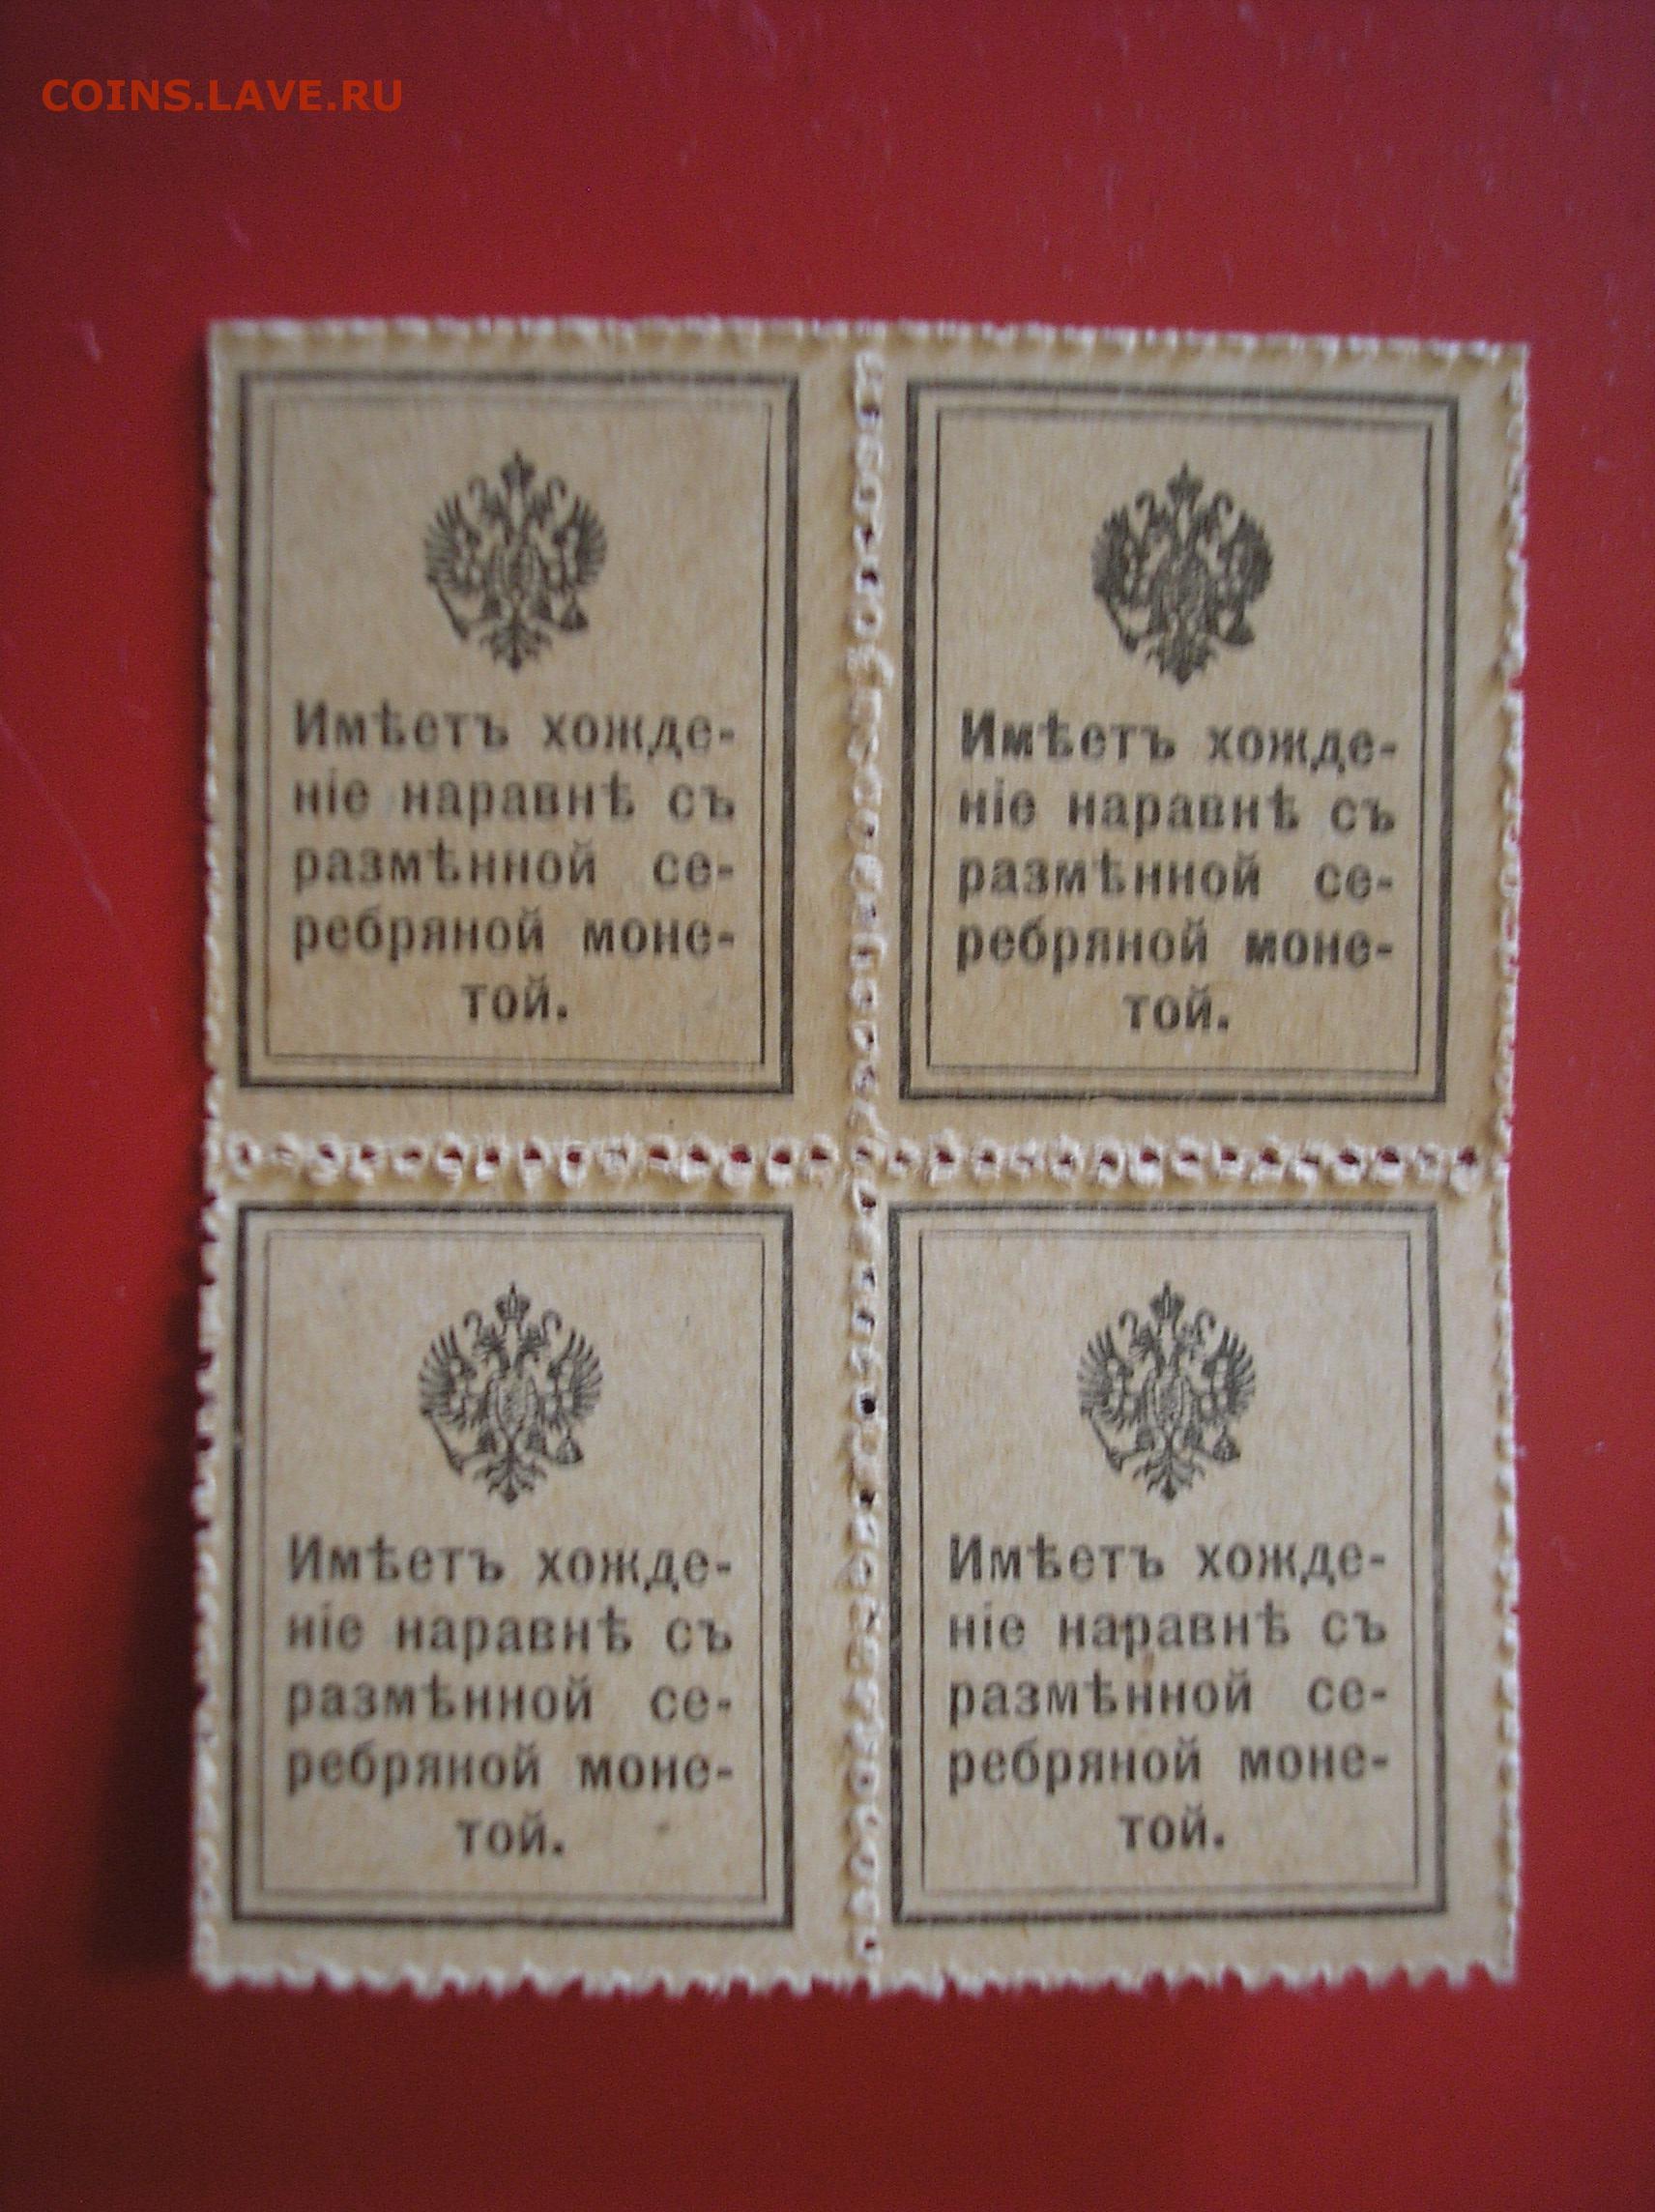 COINS.LAVE.RU
Имѣетъ хожде-
ніе наравнѣ съ
размѣнной се-
ребряной моне-
той.
Имѣетъ хожде-
ніе наравнѣ съ
размѣнной се-
ребряной моне-
той.
Имѣетъ хожде-
ніе наравнѣ съ
размѣнной се-
ребряной моне-
той.
Имѣетъ хожде-
ніе наравнѣ съ
размѣнной се-
ребряной моне-
той.